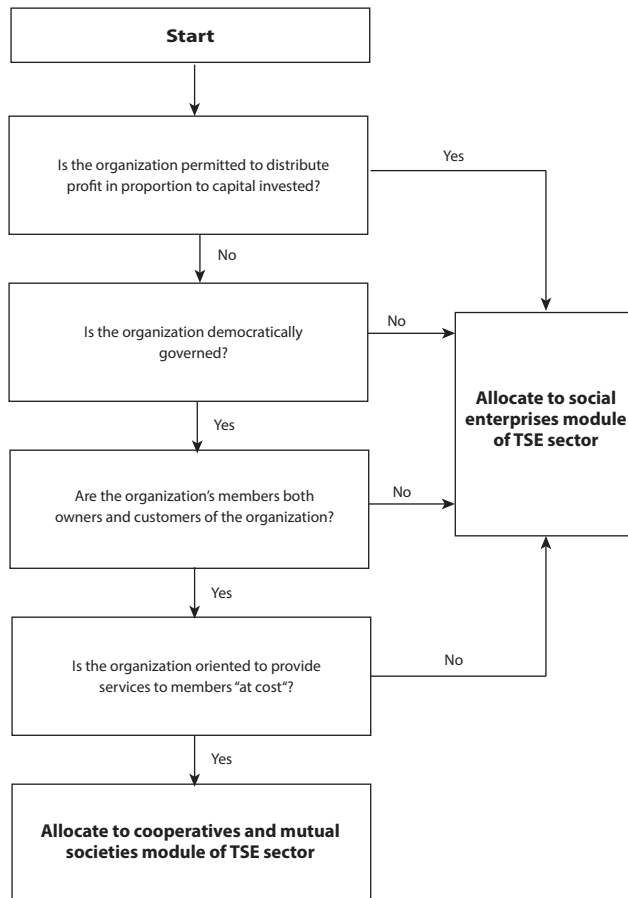 Start
Is the organization permitted to distribute
profit in proportion to capital invested?
Yes
No
Is the organization democratically
governed?
No
Allocate to social
enterprises module
of TSE sector
Yes
Are the organization’s members both
owners and customers of the organization?
No
Yes
Is the organization oriented to provide
services to members “at cost“?
No
Yes
Allocate to cooperatives and mutual
societies module of TSE sector